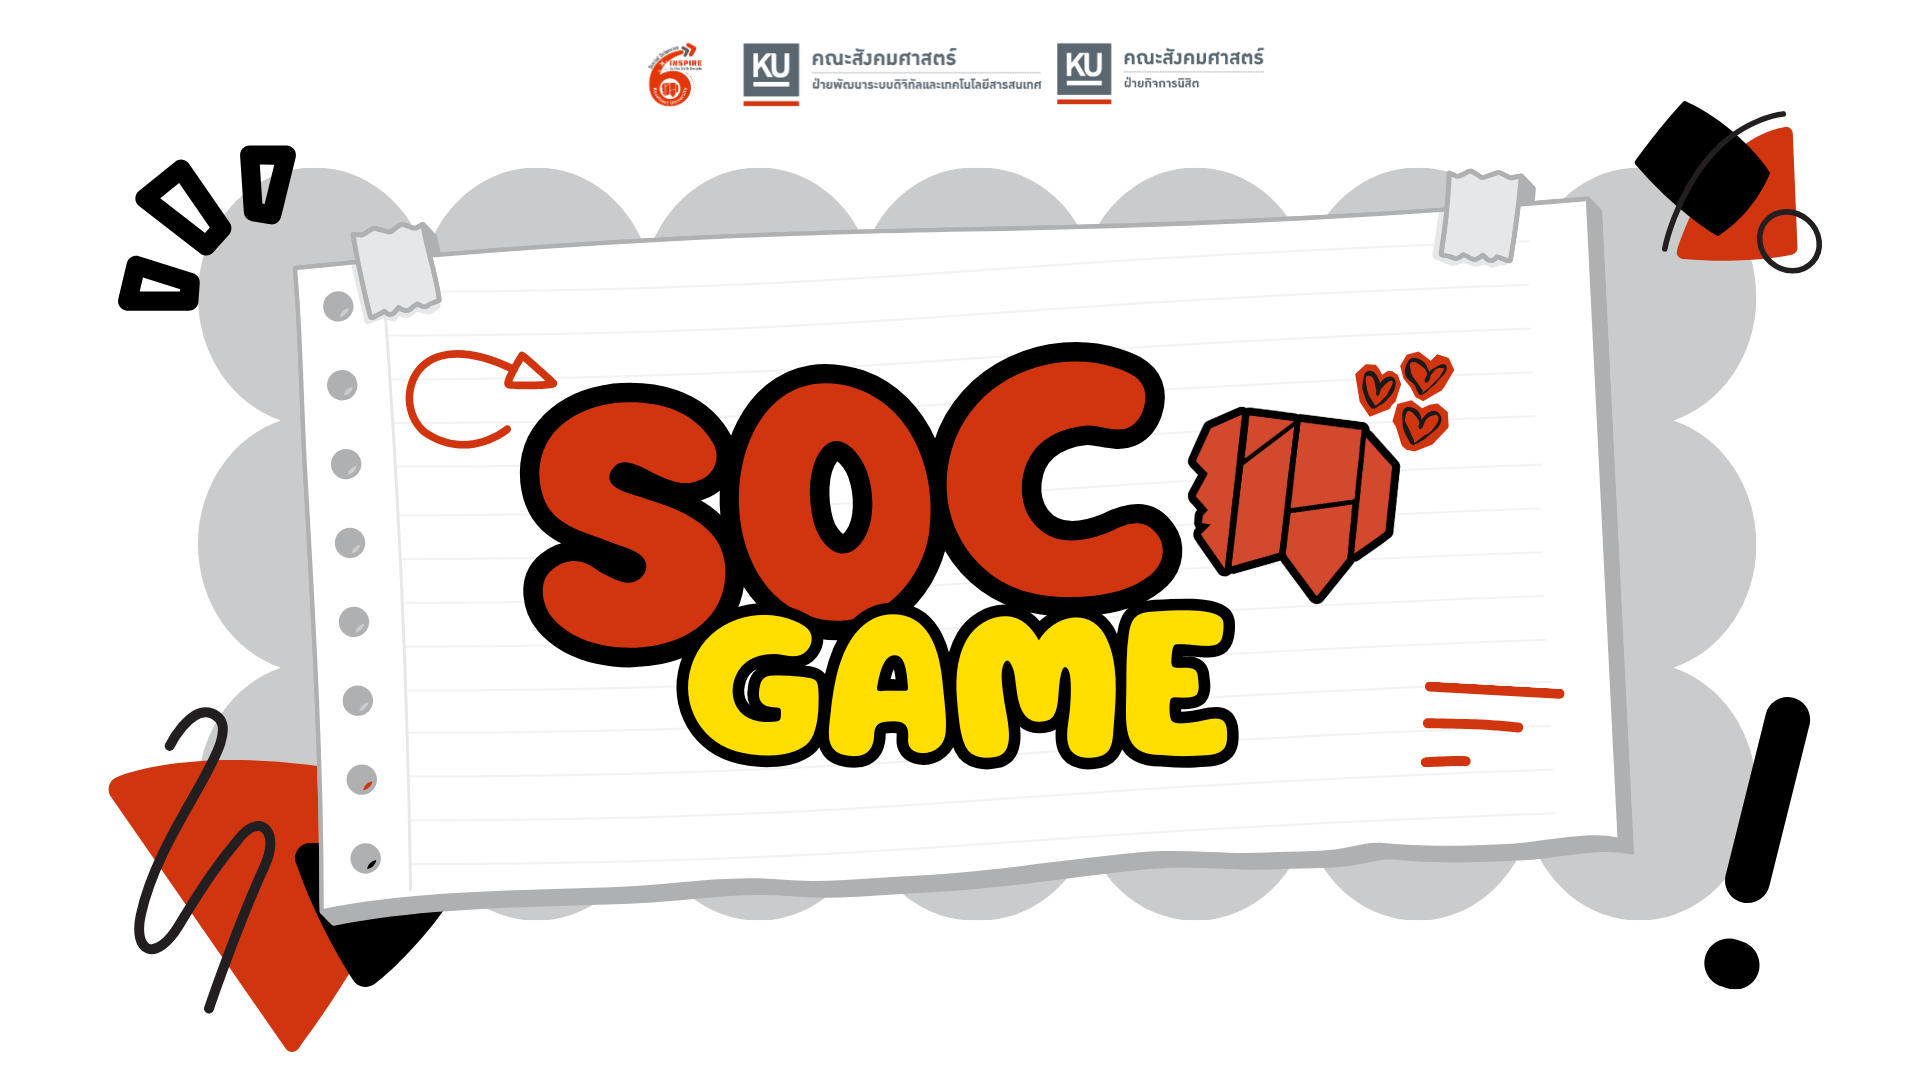 INSPIRE
KU
คณะสังคมศาสตร์
ฝ่ายพัฒนาระบบดิจิทัลและเทคโนโลยีสารสนเทศ
KU
คณะสังคมศาสตร์
ฝ่ายกิจการนิสิต
SOC
GAME